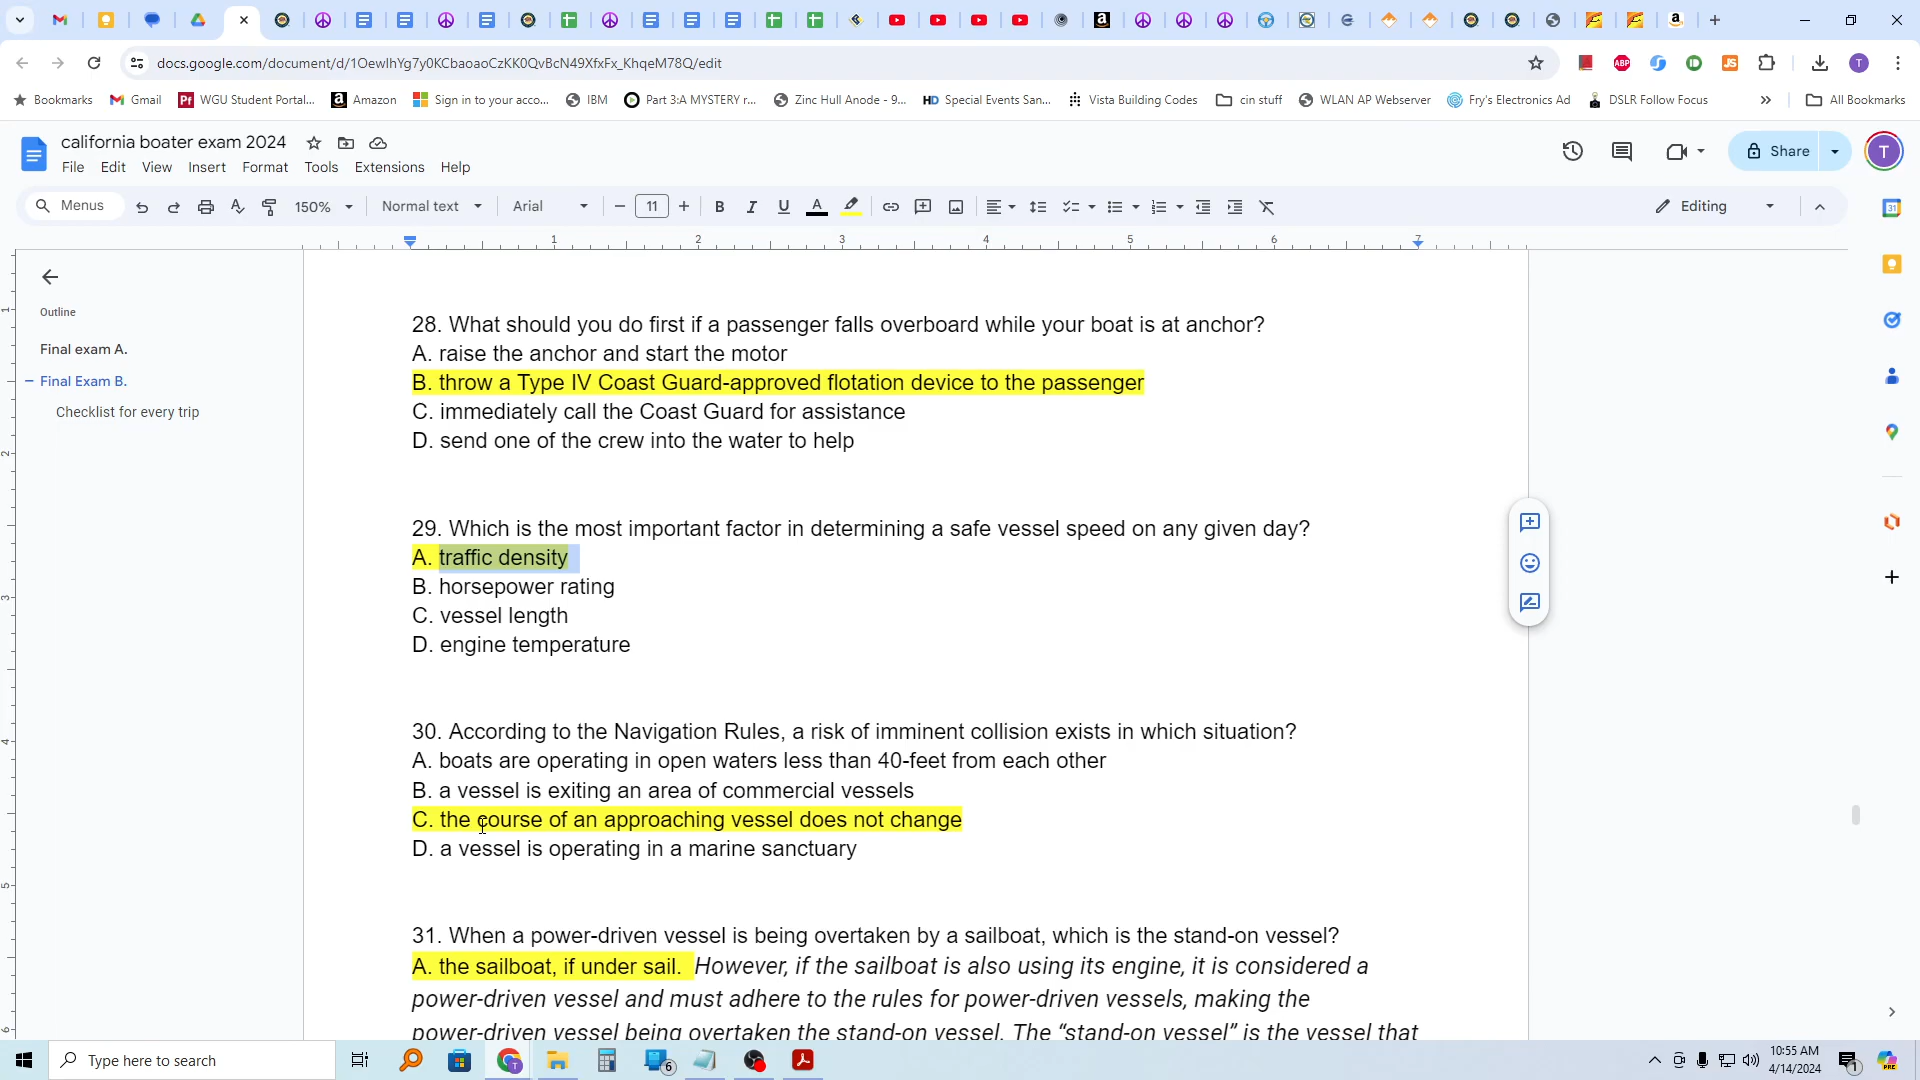 docs.google.com/document/d/1OewIhYg7y0KCbaoaoCzKK0QvBcN49XfxFx_KhqeM78Q/edit
Bookmarks
Gmail
WGU Student Portal...
Amazon
Sign in to your acco...
IBM
Part 3:A MYSTERY r...
Zinc Hull Anode - 9...
Special Events San...
Vista Building Codes
cin stuff
WLAN AP Webserver
Fry's Electronics Ad
DSLR Follow Focus
All Bookmarks
california boater exam 2024
File Edit View Insert Format Tools Extensions Help
Share
T
Menus
150%
Normal text
Arial
11
Editing
1 2 3 4 5 6 7
Outline
Final exam A.
Final Exam B.
Checklist for every trip
28. What should you do first if a passenger falls overboard while your boat is at anchor?
A. raise the anchor and start the motor
B. throw a Type IV Coast Guard-approved flotation device to the passenger
C. immediately call the Coast Guard for assistance
D. send one of the crew into the water to help
29. Which is the most important factor in determining a safe vessel speed on any given day?
A. traffic density
B. horsepower rating
C. vessel length
D. engine temperature
30. According to the Navigation Rules, a risk of imminent collision exists in which situation?
A. boats are operating in open waters less than 40-feet from each other
B. a vessel is exiting an area of commercial vessels
C. the course of an approaching vessel does not change
D. a vessel is operating in a marine sanctuary
31. When a power-driven vessel is being overtaken by a sailboat, which is the stand-on vessel?
A. the sailboat, if under sail. However, if the sailboat is also using its engine, it is considered a
power-driven vessel and must adhere to the rules for power-driven vessels, making the
power-driven vessel being overtaken the stand-on vessel. The “stand-on vessel” is the vessel that
Type here to search
10:55 AM
4/14/2024